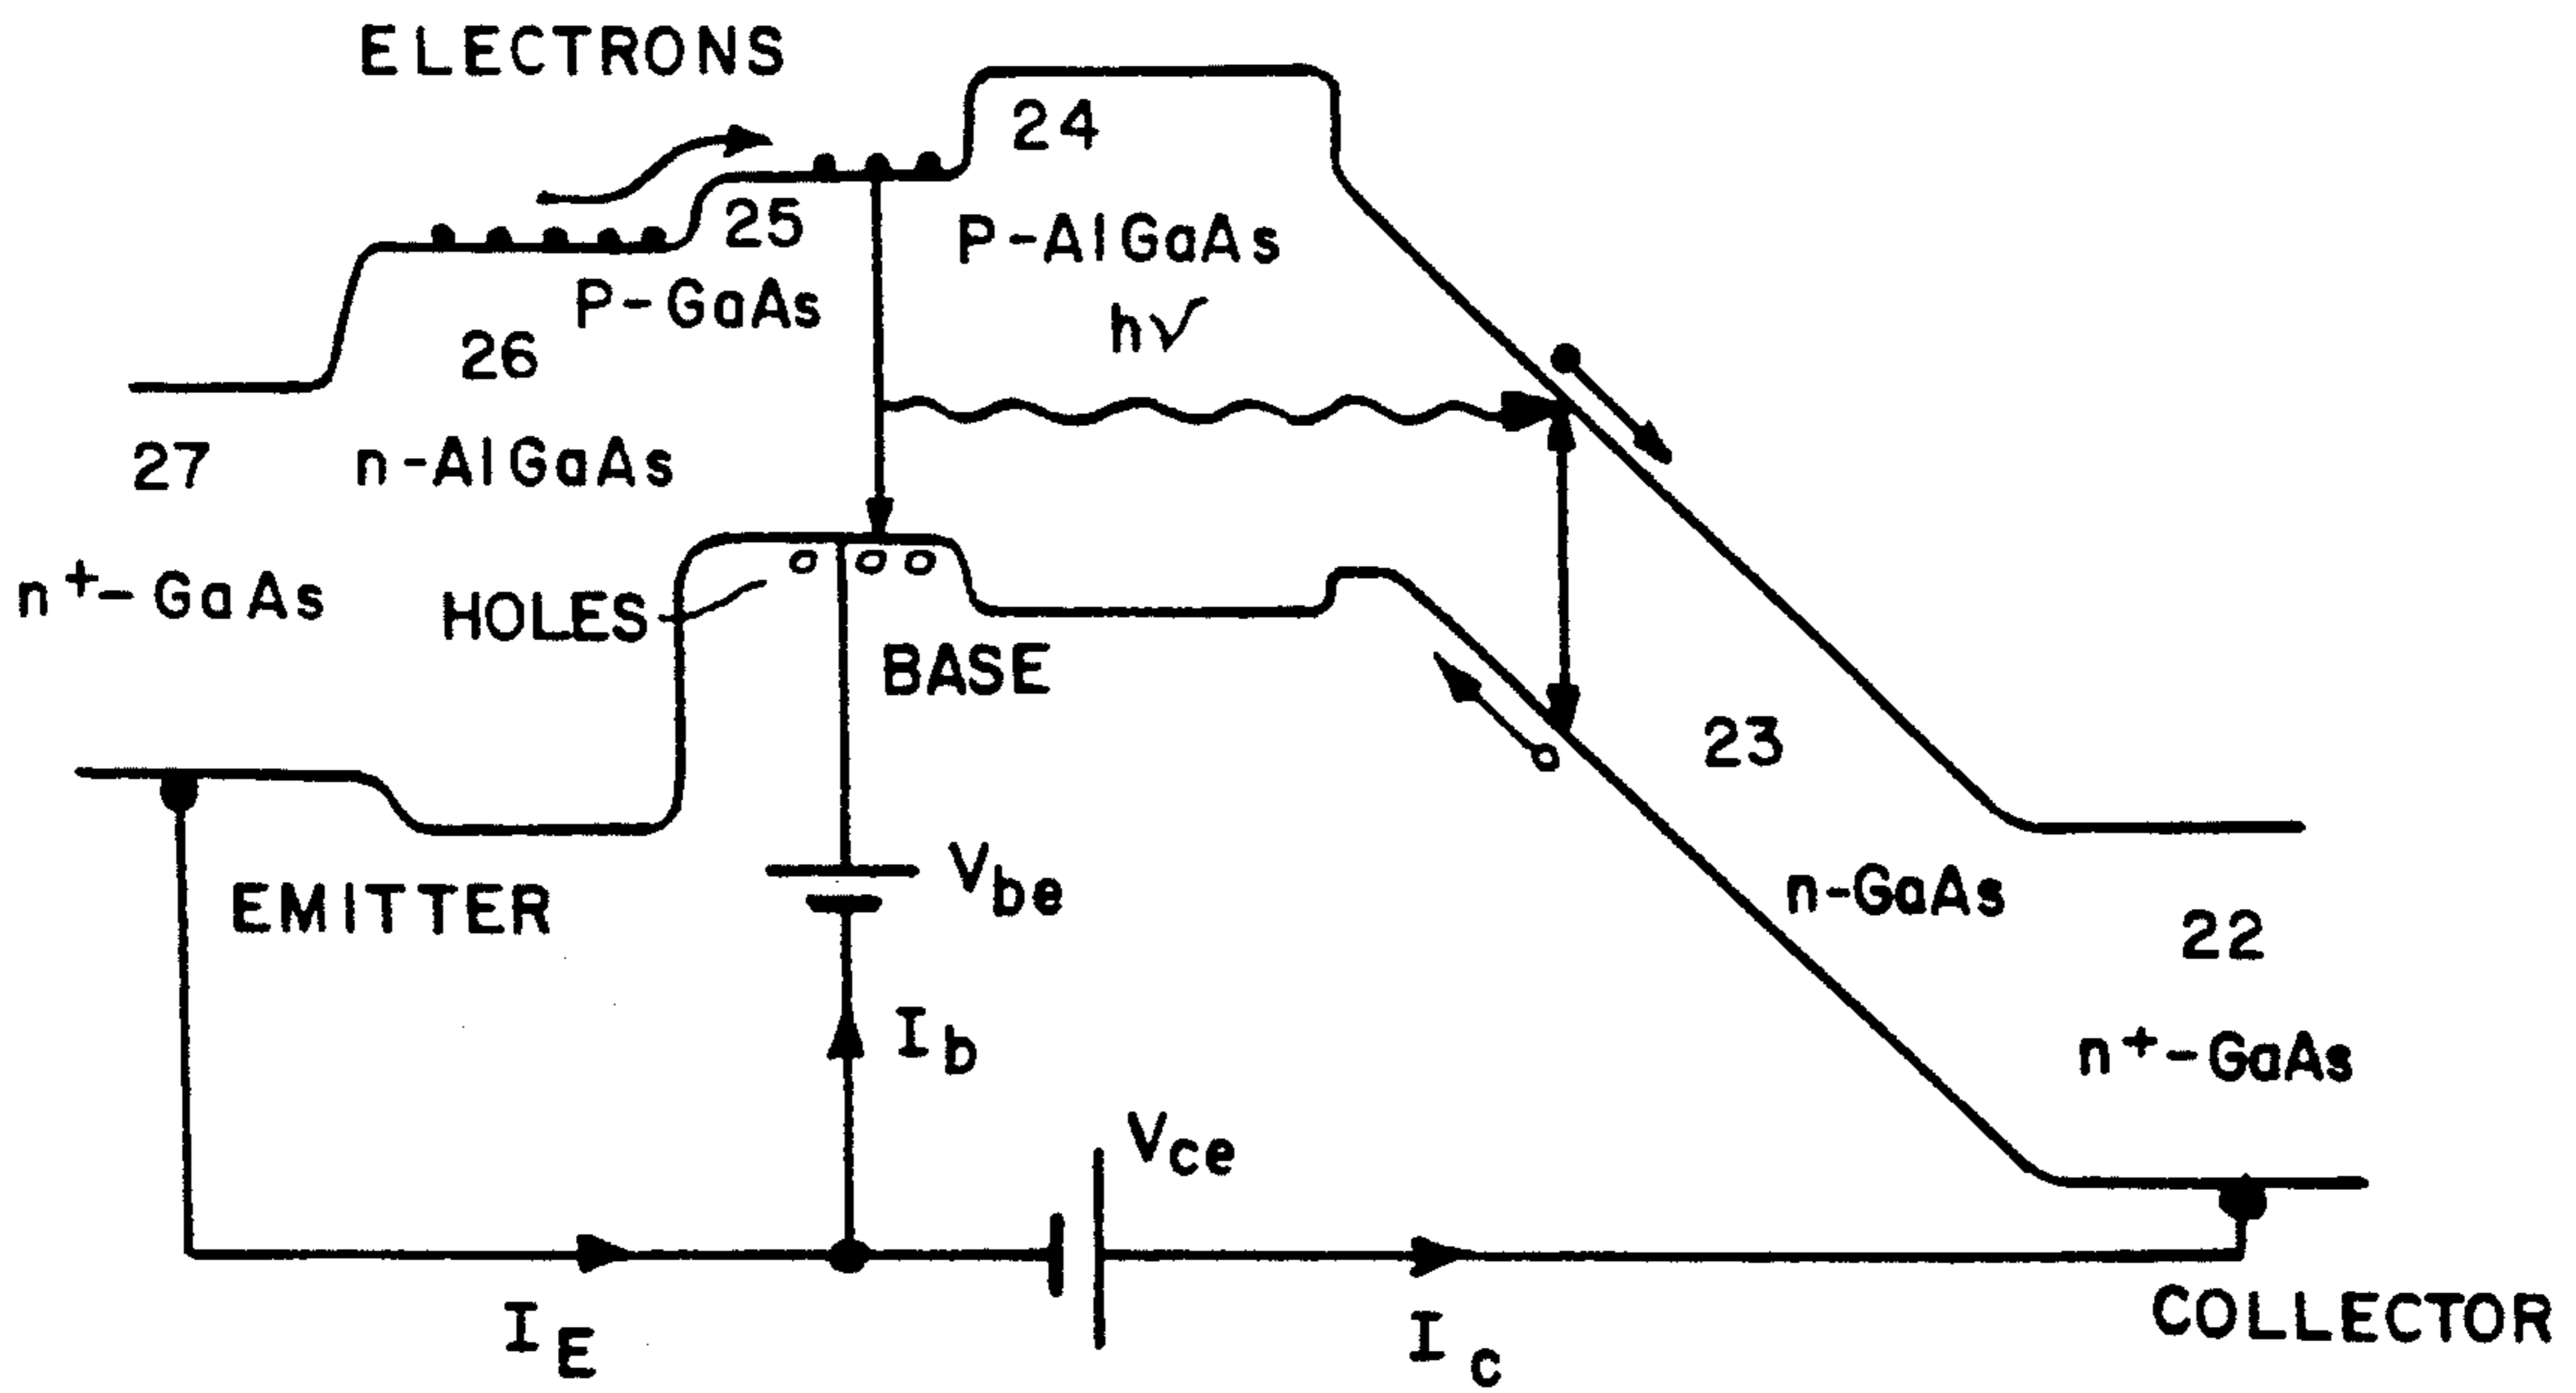 ELECTRONS
24
25
P-AlGaAs
P-GaAs
hν
26
27
n-AlGaAs
n⁺-GaAs
HOLES
BASE
23
EMITTER
Vbe
n-GaAs
22
Ib
n⁺-GaAs
Vce
IE
Ic
COLLECTOR